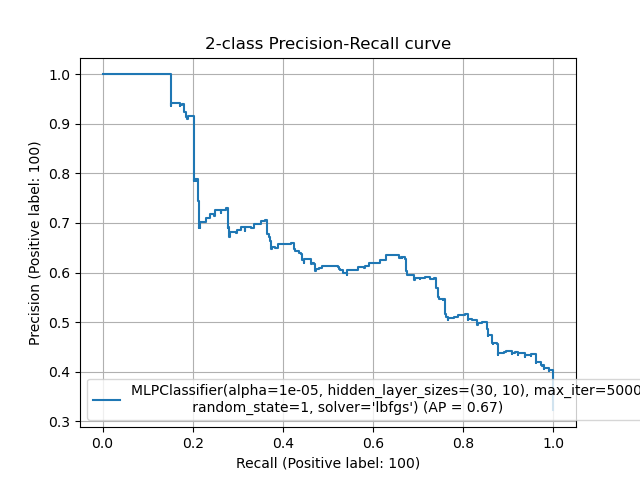 2-class Precision-Recall curve
1.0
0.9
0.8
0.7
0.6
0.5
0.4
0.3
Precision (Positive label: 100)
MLPClassifier(alpha=1e-05, hidden_layer_sizes=(30, 10), max_iter=5000
random_state=1, solver='lbfgs') (AP = 0.67)
0.0 0.2 0.4 0.6 0.8 1.0
Recall (Positive label: 100)